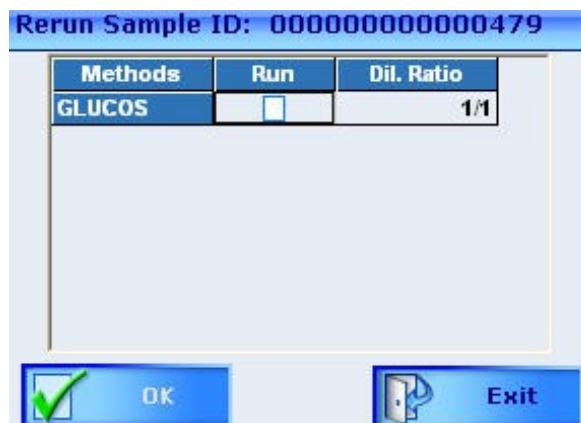 Rerun Sample ID: 000000000000479
Methods Run Dil. Ratio
GLUCOS 1/1
OK Exit